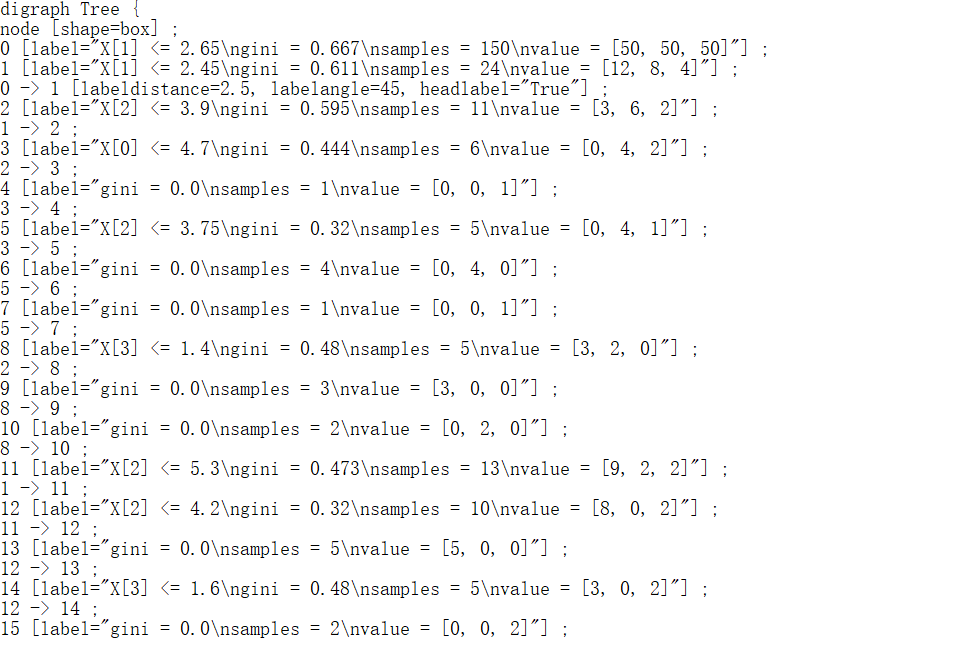 digraph Tree {
node [shape=box] ;
0 [label="X[1] <= 2.65\ngini = 0.667\nsamples = 150\nvalue = [50, 50, 50]"] ;
1 [label="X[1] <= 2.45\ngini = 0.611\nsamples = 24\nvalue = [12, 8, 4]"] ;
0 -> 1 [labeldistance=2.5, labelangle=45, headlabel="True"] ;
2 [label="X[2] <= 3.9\ngini = 0.595\nsamples = 11\nvalue = [3, 6, 2]"] ;
1 -> 2 ;
3 [label="X[0] <= 4.7\ngini = 0.444\nsamples = 6\nvalue = [0, 4, 2]"] ;
2 -> 3 ;
4 [label="gini = 0.0\nsamples = 1\nvalue = [0, 0, 1]"] ;
3 -> 4 ;
5 [label="X[2] <= 3.75\ngini = 0.32\nsamples = 5\nvalue = [0, 4, 1]"] ;
3 -> 5 ;
6 [label="gini = 0.0\nsamples = 4\nvalue = [0, 4, 0]"] ;
5 -> 6 ;
7 [label="gini = 0.0\nsamples = 1\nvalue = [0, 0, 1]"] ;
5 -> 7 ;
8 [label="X[3] <= 1.4\ngini = 0.48\nsamples = 5\nvalue = [3, 2, 0]"] ;
2 -> 8 ;
9 [label="gini = 0.0\nsamples = 3\nvalue = [3, 0, 0]"] ;
8 -> 9 ;
10 [label="gini = 0.0\nsamples = 2\nvalue = [0, 2, 0]"] ;
8 -> 10 ;
11 [label="X[2] <= 5.3\ngini = 0.473\nsamples = 13\nvalue = [9, 2, 2]"] ;
1 -> 11 ;
12 [label="X[2] <= 4.2\ngini = 0.32\nsamples = 10\nvalue = [8, 0, 2]"] ;
11 -> 12 ;
13 [label="gini = 0.0\nsamples = 5\nvalue = [5, 0, 0]"] ;
12 -> 13 ;
14 [label="X[3] <= 1.6\ngini = 0.48\nsamples = 5\nvalue = [3, 0, 2]"] ;
12 -> 14 ;
15 [label="gini = 0.0\nsamples = 2\nvalue = [0, 0, 2]"] ;